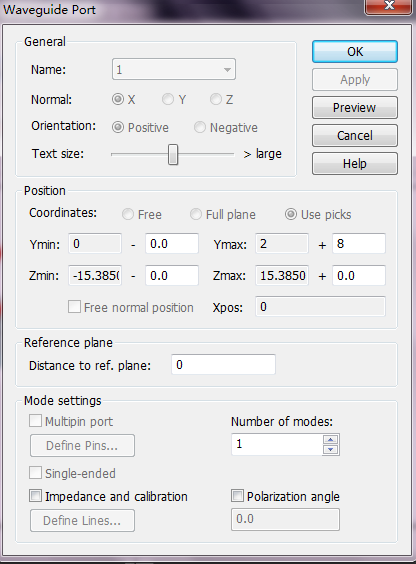 Waveguide Port
General
Name: 1
Normal: X Y Z
Orientation: Positive Negative
Text size: > large
OK
Apply
Preview
Cancel
Help
Position
Coordinates: Free Full plane Use picks
Ymin: 0 - 0.0 Ymax: 2 + 8
Zmin: -15.3850 - 0.0 Zmax: 15.3850 + 0.0
Free normal position Xpos: 0
Reference plane
Distance to ref. plane: 0
Mode settings
Multipin port Number of modes:
Define Pins... 1
Single-ended
Impedance and calibration Polarization angle
Define Lines... 0.0